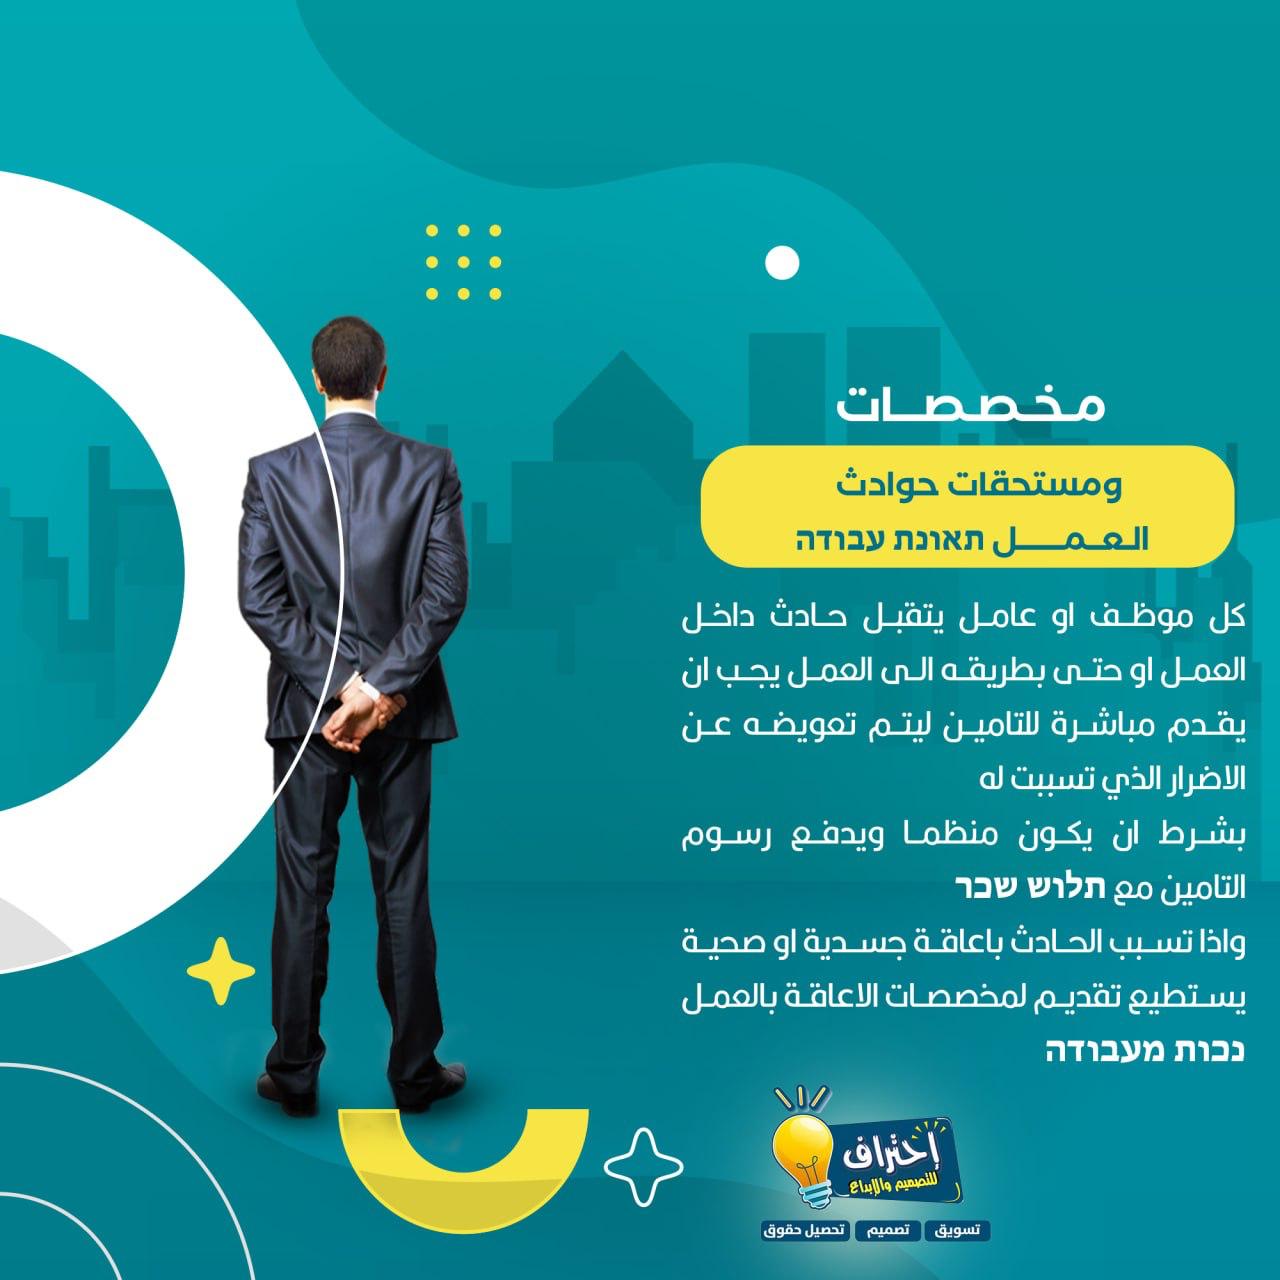 مخصصات
ومستحقات حوادث
العمل תאונת עבודה
كل موظف او عامل يتقبل حادث داخل
العمل او حتى بطريقه الى العمل يجب ان
يقدم مباشرة للتامين ليتم تعويضه عن
الاضرار الذي تسببت له
بشرط ان يكون منظما ويدفع رسوم
التامين مع תלוש שכר
واذا تسبب الحادث باعاقة جسدية او صحية
يستطيع تقديم لمخصصات الاعاقة بالعمل
נכות מעבודה
إحتراف
للتصميم والإبداع
تسويق تصميم تحصيل حقوق